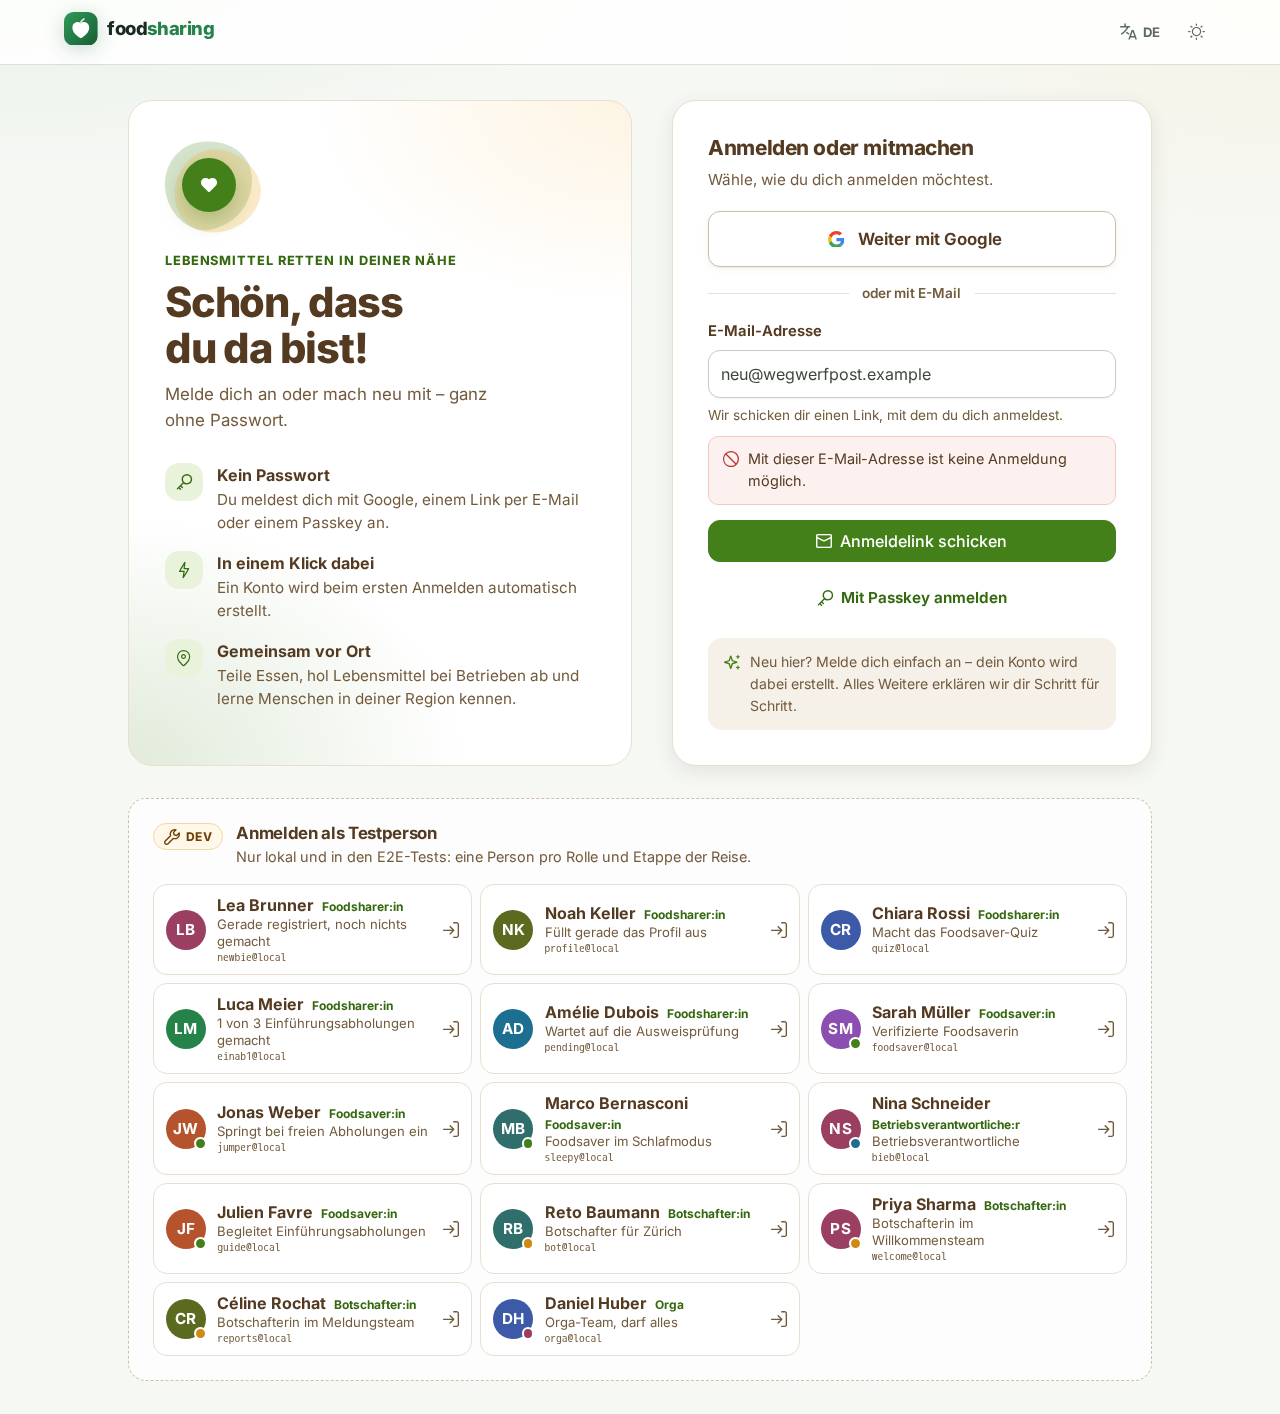 foodsharing
DE
LEBENSMITTEL RETTEN IN DEINER NÄHE
Schön, dass
du da bist!
Melde dich an oder mach neu mit – ganz
ohne Passwort.
Kein Passwort
Du meldest dich mit Google, einem Link per E-Mail
oder einem Passkey an.
In einem Klick dabei
Ein Konto wird beim ersten Anmelden automatisch
erstellt.
Gemeinsam vor Ort
Teile Essen, hol Lebensmittel bei Betrieben ab und
lerne Menschen in deiner Region kennen.
Anmelden oder mitmachen
Wähle, wie du dich anmelden möchtest.
Weiter mit Google
oder mit E-Mail
E-Mail-Adresse
neu@wegwerfpost.example
Wir schicken dir einen Link, mit dem du dich anmeldest.
Mit dieser E-Mail-Adresse ist keine Anmeldung
möglich.
Anmeldelink schicken
Mit Passkey anmelden
Neu hier? Melde dich einfach an – dein Konto wird
dabei erstellt. Alles Weitere erklären wir dir Schritt für
Schritt.
DEV
Anmelden als Testperson
Nur lokal und in den E2E-Tests: eine Person pro Rolle und Etappe der Reise.
LB
Lea Brunner Foodsharer:in
Gerade registriert, noch nichts
gemacht
newbie@local
NK
Noah Keller Foodsharer:in
Füllt gerade das Profil aus
profile@local
CR
Chiara Rossi Foodsharer:in
Macht das Foodsaver-Quiz
quiz@local
LM
Luca Meier Foodsharer:in
1 von 3 Einführungsabholungen
gemacht
einab1@local
AD
Amélie Dubois Foodsharer:in
Wartet auf die Ausweisprüfung
pending@local
SM
Sarah Müller Foodsaver:in
Verifizierte Foodsaverin
foodsaver@local
JW
Jonas Weber Foodsaver:in
Springt bei freien Abholungen ein
jumper@local
MB
Marco Bernasconi
Foodsaver:in
Foodsaver im Schlafmodus
sleepy@local
NS
Nina Schneider
Betriebsverantwortliche:r
Betriebsverantwortliche
bieb@local
JF
Julien Favre Foodsaver:in
Begleitet Einführungsabholungen
guide@local
RB
Reto Baumann Botschafter:in
Botschafter für Zürich
bot@local
PS
Priya Sharma Botschafter:in
Botschafterin im
Willkommensteam
welcome@local
CR
Céline Rochat Botschafter:in
Botschafterin im Meldungsteam
reports@local
DH
Daniel Huber Orga
Orga-Team, darf alles
orga@local